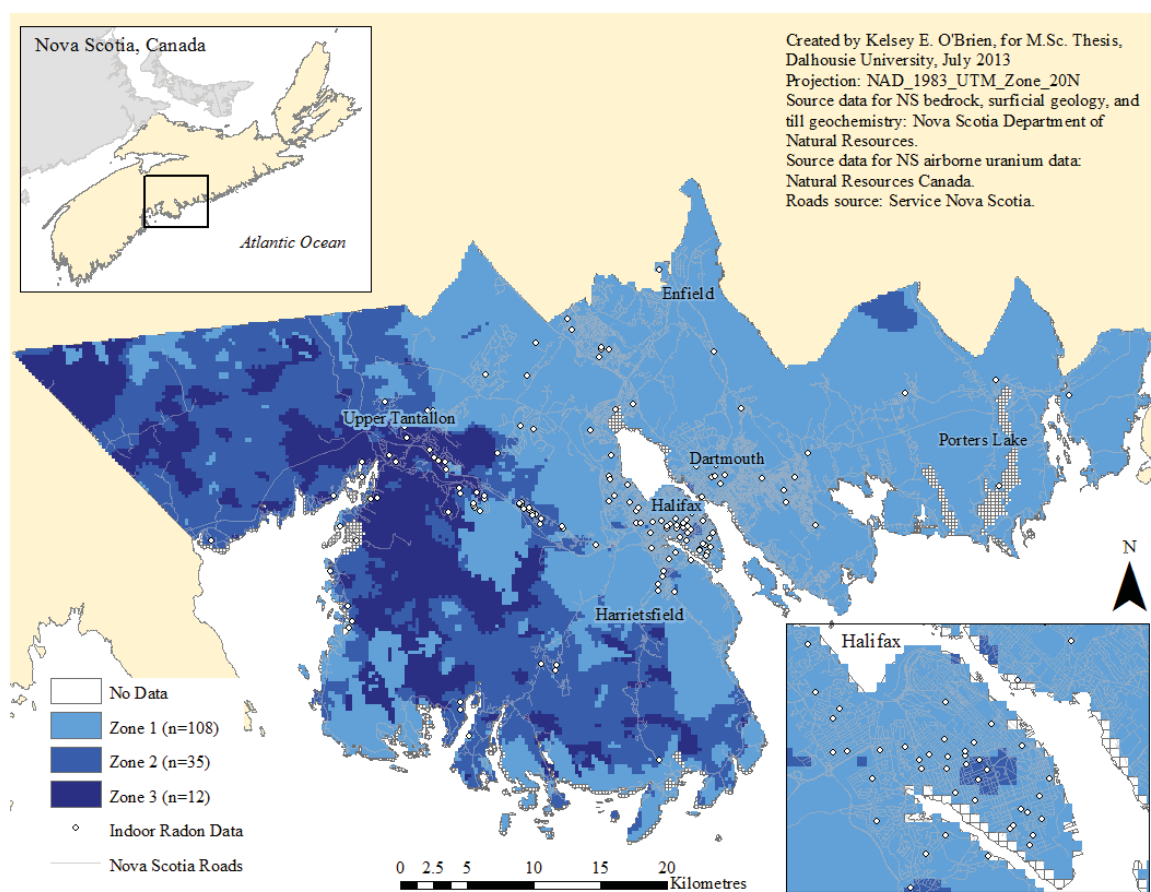 Nova Scotia, Canada
Atlantic Ocean
Created by Kelsey E. O'Brien, for M.Sc. Thesis,
Dalhousie University, July 2013
Projection: NAD_1983_UTM_Zone_20N
Source data for NS bedrock, surficial geology, and
till geochemistry: Nova Scotia Department of
Natural Resources.
Source data for NS airborne uranium data:
Natural Resources Canada.
Roads source: Service Nova Scotia.
Enfield
Upper Tantallon
Porters Lake
Dartmouth
Halifax
Harrietsfield
N
Halifax
No Data
Zone 1 (n=108)
Zone 2 (n=35)
Zone 3 (n=12)
Indoor Radon Data
Nova Scotia Roads
0 2.5 5 10 15 20
Kilometres